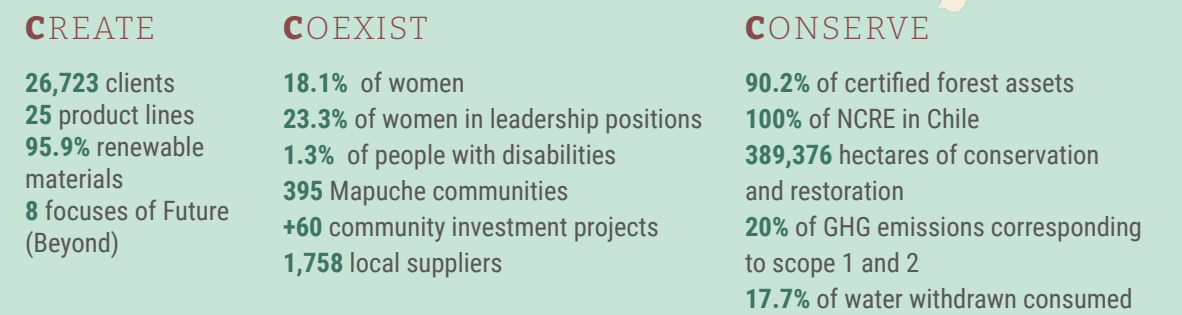 CREATE
26,723 clients
25 product lines
95.9% renewable
materials
8 focuses of Future
(Beyond)
COEXIST
18.1% of women
23.3% of women in leadership positions
1.3% of people with disabilities
395 Mapuche communities
+60 community investment projects
1,758 local suppliers
CONSERVE
90.2% of certified forest assets
100% of NCRE in Chile
389,376 hectares of conservation
and restoration
20% of GHG emissions corresponding
to scope 1 and 2
17.7% of water withdrawn consumed